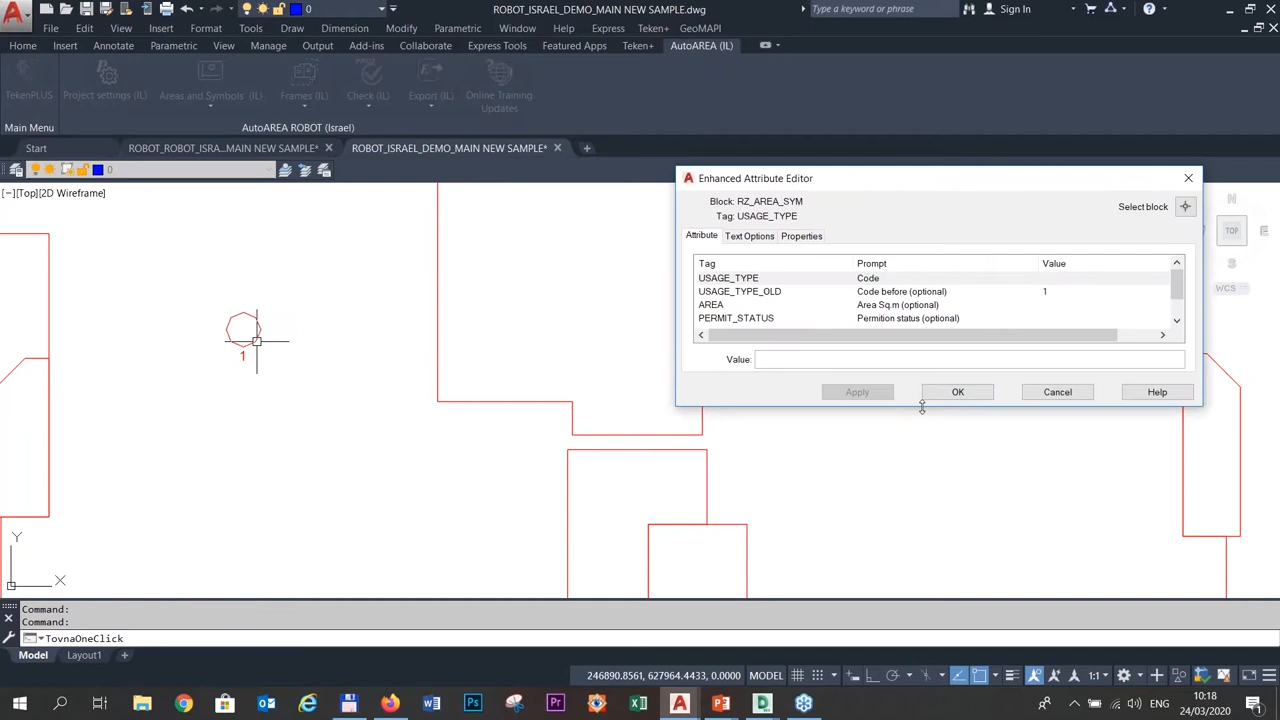 0
ROBOT_ISRAEL_DEMO_MAIN NEW SAMPLE.dwg
Type a keyword or phrase
Sign In
File Edit View Insert Format Tools Draw Dimension Modify Parametric Window Help Express Teken+ GeoMAPI
Home Insert Annotate Parametric View Manage Output Add-ins Collaborate Express Tools Featured Apps Teken+ AutoAREA (IL)
TekenPLUS Project settings (IL) Areas and Symbols (IL) Frames (IL) Check (IL) Export (IL) Online Training
Updates
Main Menu AutoAREA ROBOT (Israel)
Start ROBOT_ROBOT_ISRA...MAIN NEW SAMPLE* ROBOT_ISRAEL_DEMO_MAIN NEW SAMPLE*
0
[−][Top][2D Wireframe]
Enhanced Attribute Editor
Block: RZ_AREA_SYM
Tag: USAGE_TYPE
Select block
Attribute Text Options Properties
Tag Prompt Value
USAGE_TYPE Code
USAGE_TYPE_OLD Code before (optional) 1
AREA Area Sq.m (optional)
PERMIT_STATUS Permition status (optional)
Value:
Apply OK Cancel Help
N
TOP
E
S
WCS
1
Y
X
Command:
Command:
TovnaOneClick
Model Layout1
246890.8561, 627964.4433, 0.0000 MODEL 1:1
ENG
10:18
24/03/2020
1